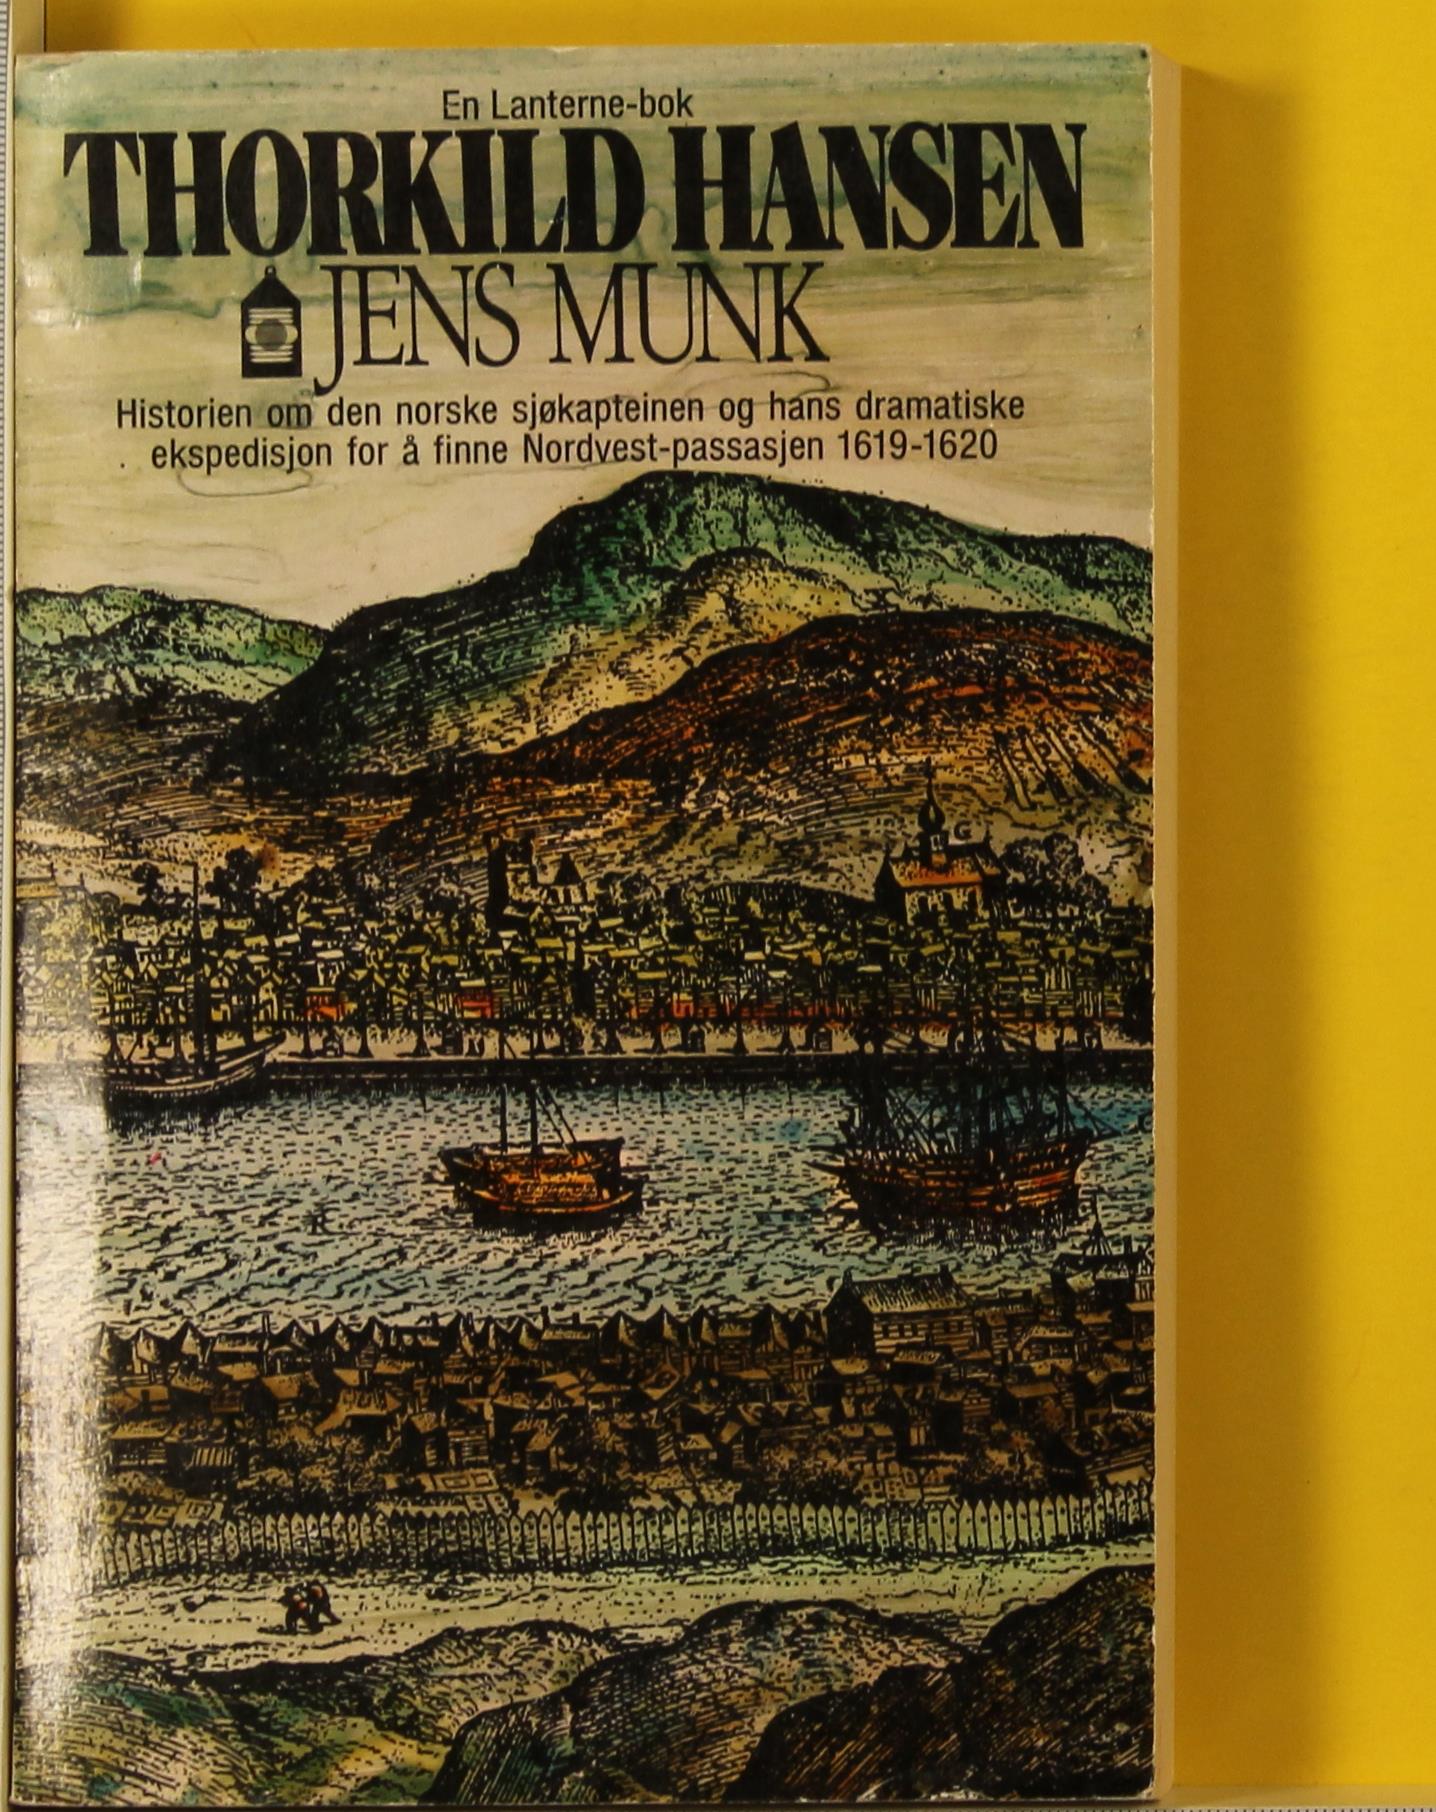 En Lanterne-bok
THORKILD HANSEN
JENS MUNK
Historien om den norske sjøkapteinen og hans dramatiske
ekspedisjon for å finne Nordvest-passasjen 1619-1620
G
R